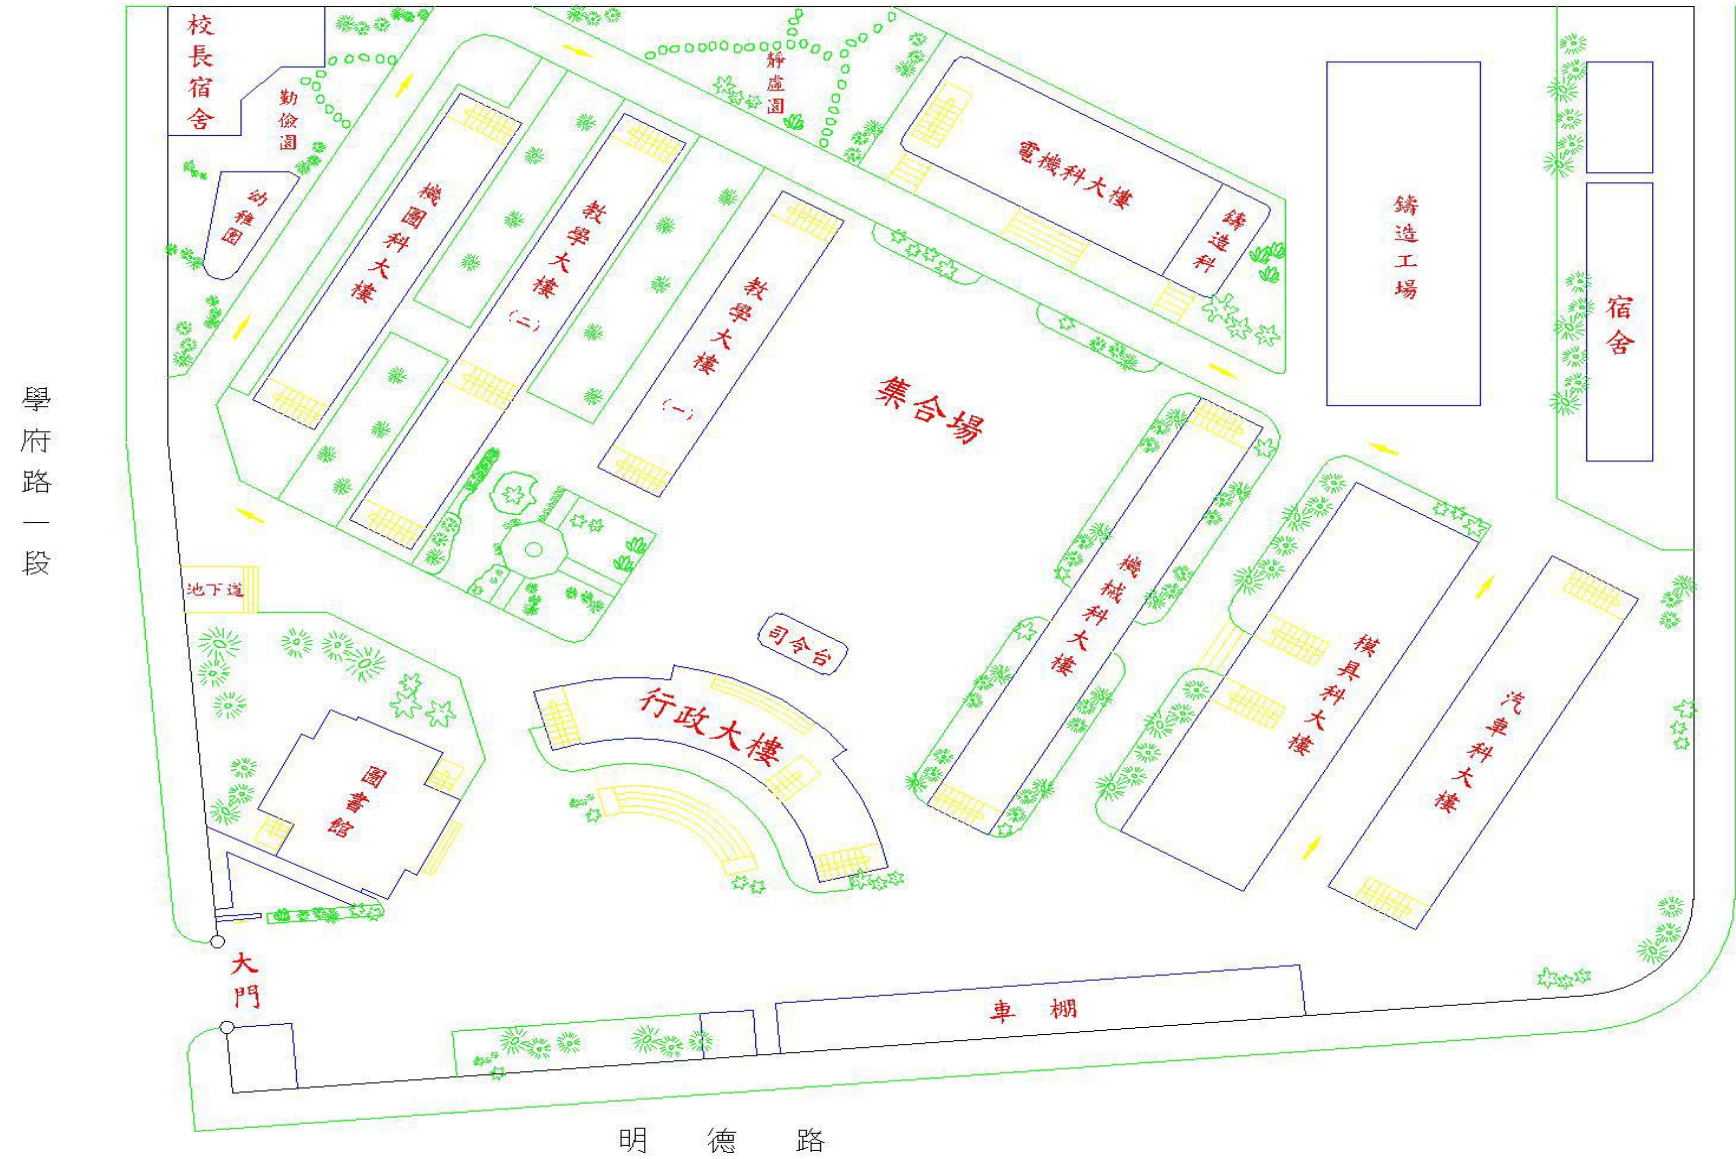 校長宿舍
勤儉園
靜虛園
幼稚園
機圖科大樓
教學大樓
(二)
教學大樓
(一)
電機科大樓
鑄造科
鑄造工場
宿舍
集合場
學府路一段
池下道
司令台
行政大樓
機械科大樓
模具科大樓
汽車科大樓
圖書館
大門
車棚
明德路